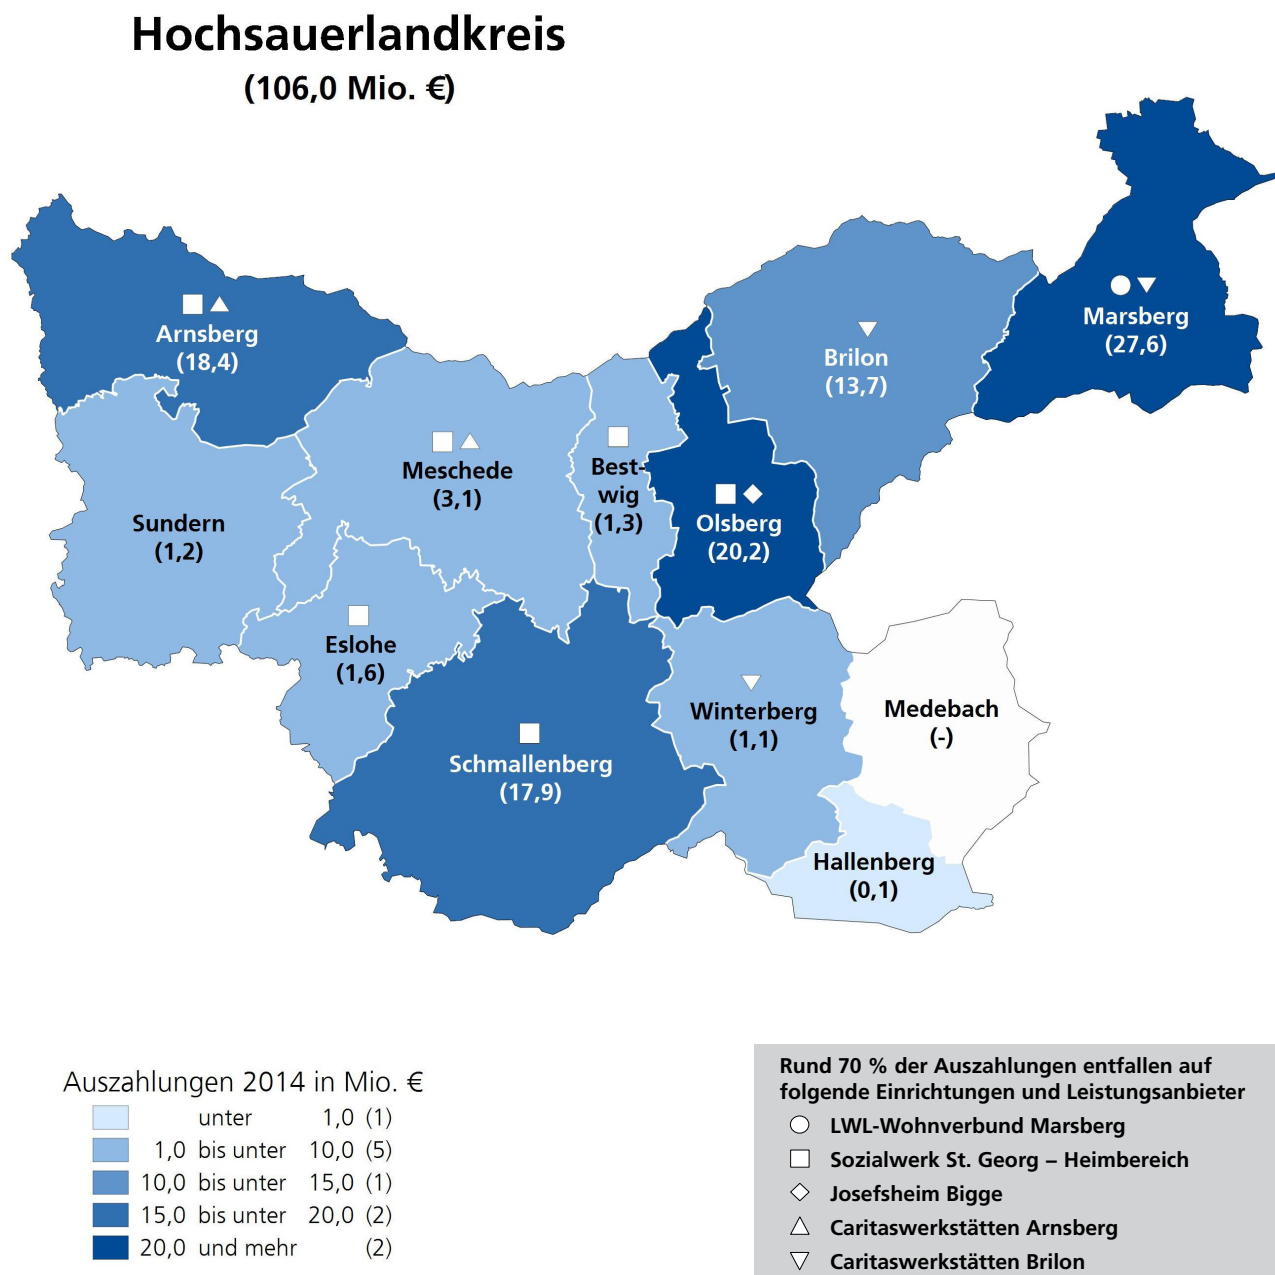 Hochsauerlandkreis
(106,0 Mio. €)
Arnsberg
(18,4)
Marsberg
(27,6)
Brilon
(13,7)
Meschede
(3,1)
Best-
wig
(1,3)
Olsberg
(20,2)
Sundern
(1,2)
Eslohe
(1,6)
Schmallenberg
(17,9)
Winterberg
(1,1)
Medebach
(-)
Hallenberg
(0,1)
Auszahlungen 2014 in Mio. €
unter 1,0 (1)
1,0 bis unter 10,0 (5)
10,0 bis unter 15,0 (1)
15,0 bis unter 20,0 (2)
20,0 und mehr (2)
Rund 70 % der Auszahlungen entfallen auf
folgende Einrichtungen und Leistungsanbieter
LWL-Wohnverbund Marsberg
Sozialwerk St. Georg – Heimbereich
Josefsheim Bigge
Caritaswerkstätten Arnsberg
Caritaswerkstätten Brilon